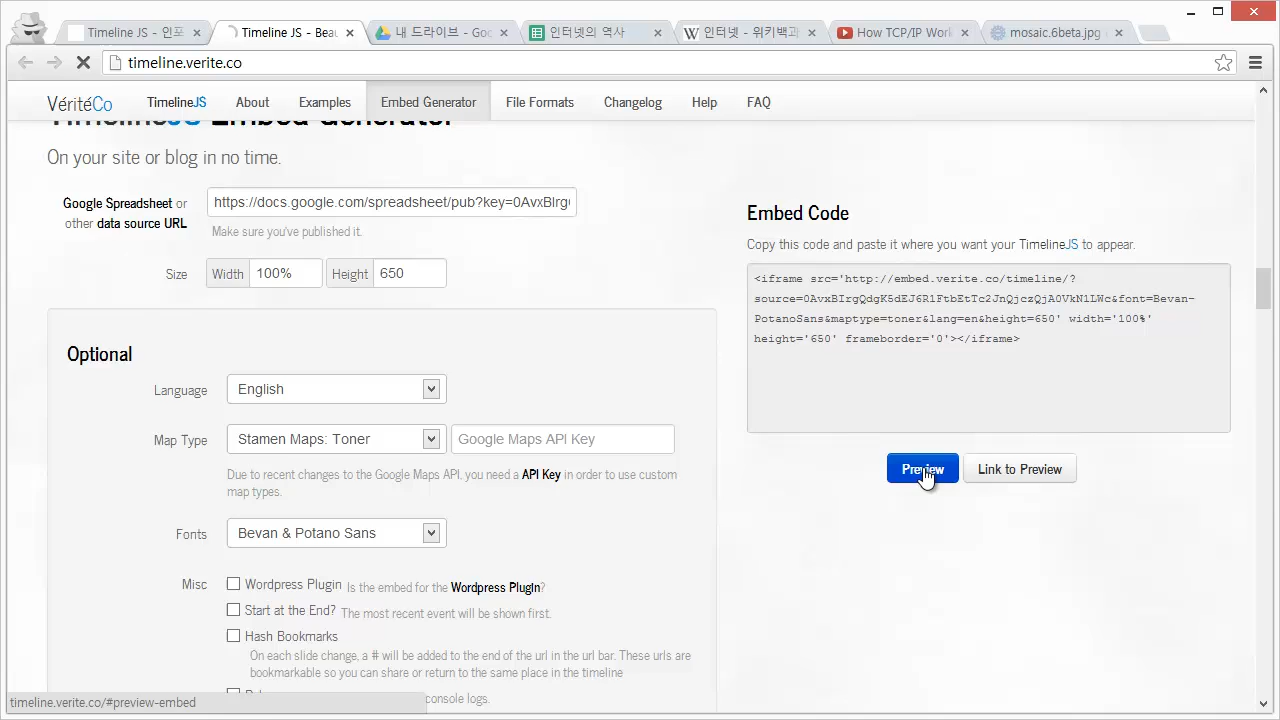 Timeline JS - 인포
Timeline JS - Beau
내 드라이브 - Goo
인터넷의 역사
인터넷 - 위키백과
How TCP/IP Work
mosaic.6beta.jpg
timeline.verite.co
VéritéCo
TimelineJS
About
Examples
Embed Generator
File Formats
Changelog
Help
FAQ
TimelineJS Embed Generator
On your site or blog in no time.
Google Spreadsheet or
other data source URL
https://docs.google.com/spreadsheet/pub?key=0AvxBIrg
Make sure you've published it.
Size
Width
100%
Height
650
Optional
Language
English
Map Type
Stamen Maps: Toner
Google Maps API Key
Due to recent changes to the Google Maps API, you need a API Key in order to use custom
map types.
Fonts
Bevan & Potano Sans
Misc
Wordpress Plugin Is the embed for the Wordpress Plugin?
Start at the End? The most recent event will be shown first.
Hash Bookmarks
On each slide change, a # will be added to the end of the url in the url bar. These urls are
bookmarkable so you can share or return to the same place in the timeline
console logs.
Embed Code
Copy this code and paste it where you want your TimelineJS to appear.
<iframe src='http://embed.verite.co/timeline/?
source=0AvxBIrgQdgK5dEJ6R1FtbEtTc2JnQjczQjA0VkN1LWc&font=Bevan-
PotanoSans&maptype=toner&lang=en&height=650' width='100%'
height='650' frameborder='0'></iframe>
Preview
Link to Preview
timeline.verite.co/#preview-embed